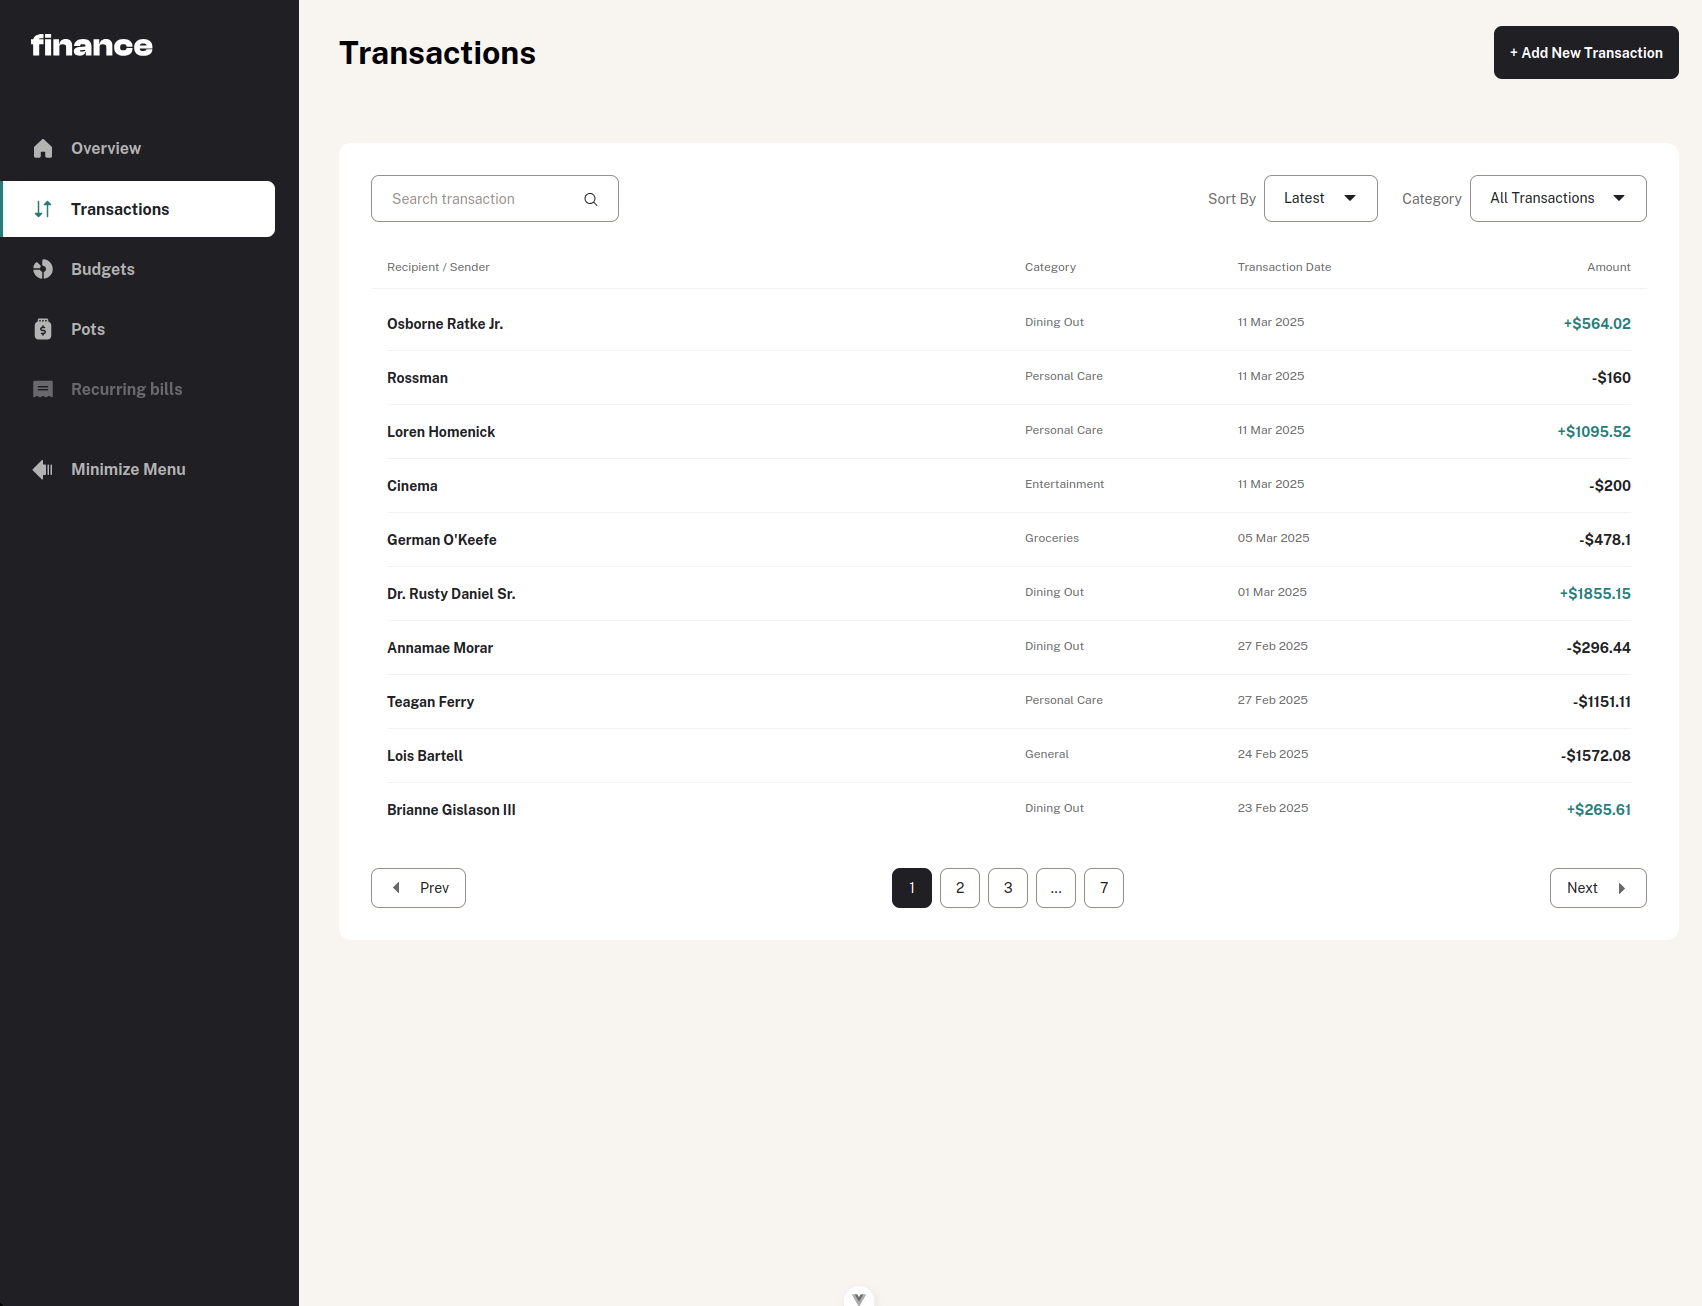 finance
Overview
Transactions
Budgets
Pots
Recurring bills
Minimize Menu
Transactions
+ Add New Transaction
Search transaction
Sort By Latest Category All Transactions
Recipient / Sender Category Transaction Date Amount
Osborne Ratke Jr. Dining Out 11 Mar 2025 +$564.02
Rossman Personal Care 11 Mar 2025 -$160
Loren Homenick Personal Care 11 Mar 2025 +$1095.52
Cinema Entertainment 11 Mar 2025 -$200
German O'Keefe Groceries 05 Mar 2025 -$478.1
Dr. Rusty Daniel Sr. Dining Out 01 Mar 2025 +$1855.15
Annamae Morar Dining Out 27 Feb 2025 -$296.44
Teagan Ferry Personal Care 27 Feb 2025 -$1151.11
Lois Bartell General 24 Feb 2025 -$1572.08
Brianne Gislason III Dining Out 23 Feb 2025 +$265.61
Prev 1 2 3 ... 7 Next